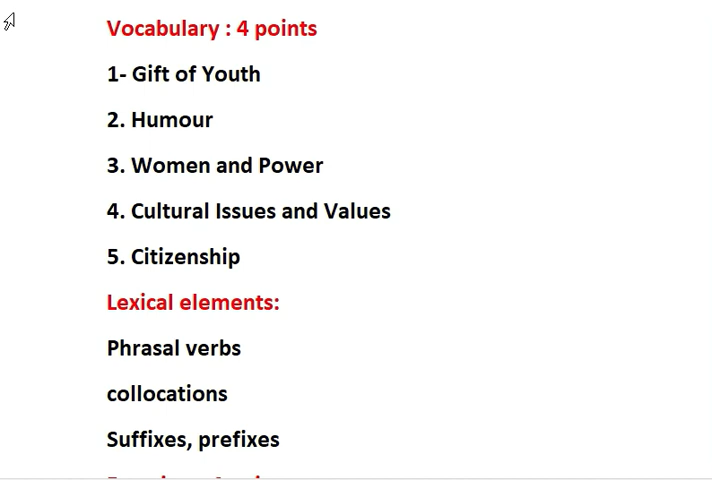 Vocabulary : 4 points
1- Gift of Youth
2. Humour
3. Women and Power
4. Cultural Issues and Values
5. Citizenship
Lexical elements:
Phrasal verbs
collocations
Suffixes, prefixes